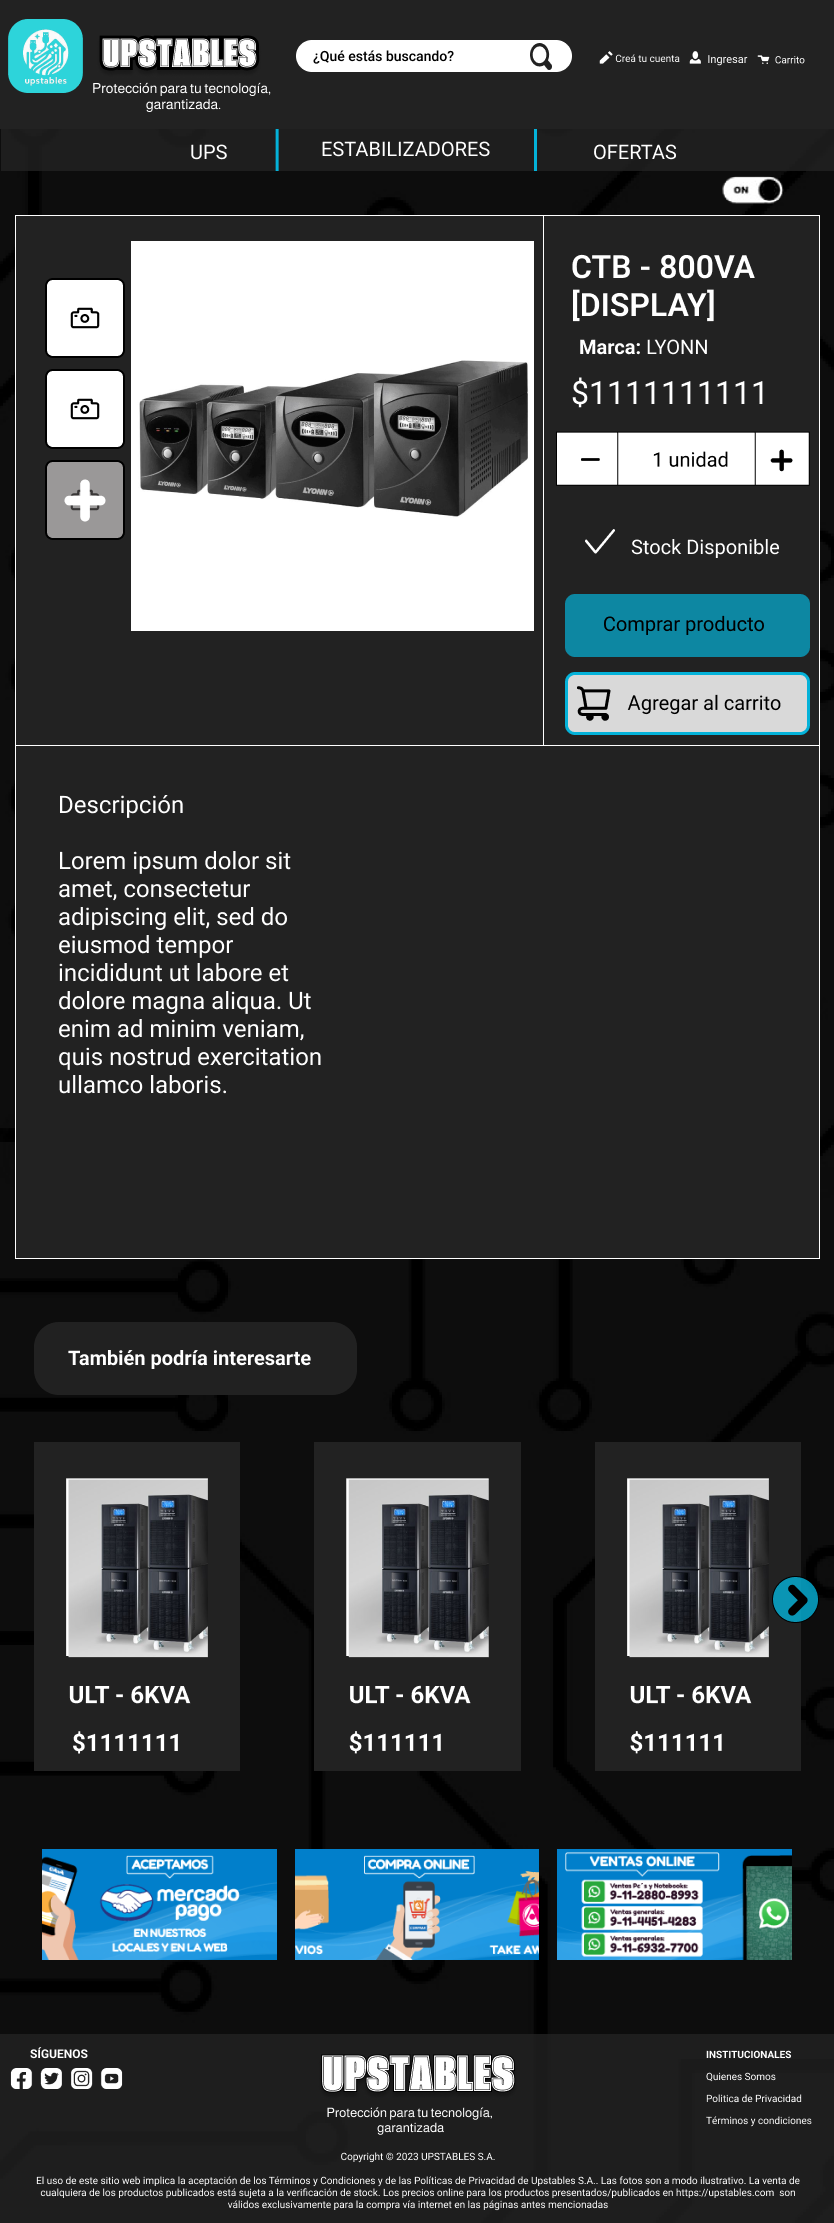 upstables
UPSTABLES
Protección para tu tecnología,
garantizada.
¿Qué estás buscando?
Creá tu cuenta
Ingresar
Carrito
UPS
ESTABILIZADORES
OFERTAS
ON
CTB - 800VA
[DISPLAY]
Marca: LYONN
$1111111111
1 unidad
LYONN
LYONN
LYONN
LYONN
Stock Disponible
Comprar producto
Agregar al carrito
Descripción
Lorem ipsum dolor sit
amet, consectetur
adipiscing elit, sed do
eiusmod tempor
incididunt ut labore et
dolore magna aliqua. Ut
enim ad minim veniam,
quis nostrud exercitation
ullamco laboris.
También podría interesarte
ULT - 6KVA
$1111111
ULT - 6KVA
$111111
ULT - 6KVA
$111111
ACEPTAMOS
mercado
pago
EN NUESTROS
LOCALES Y EN LA WEB
COMPRA ONLINE
COMPRAR
VIOS
TAKE AW
VENTAS ONLINE
Ventas Pc´s y Notebooks:
9-11-2880-8993
Ventas generales:
9-11-4451-4283
Ventas generales:
9-11-6932-7700
SÍGUENOS
UPSTABLES
Protección para tu tecnología,
garantizada
Copyright © 2023 UPSTABLES S.A.
INSTITUCIONALES
Quienes Somos
Politica de Privacidad
Términos y condiciones
El uso de este sitio web implica la aceptación de los Términos y Condiciones y de las Políticas de Privacidad de Upstables S.A.. Las fotos son a modo ilustrativo. La venta de
cualquiera de los productos publicados está sujeta a la verificación de stock. Los precios online para los productos presentados/publicados en https://upstables.com son
válidos exclusivamente para la compra vía internet en las páginas antes mencionadas